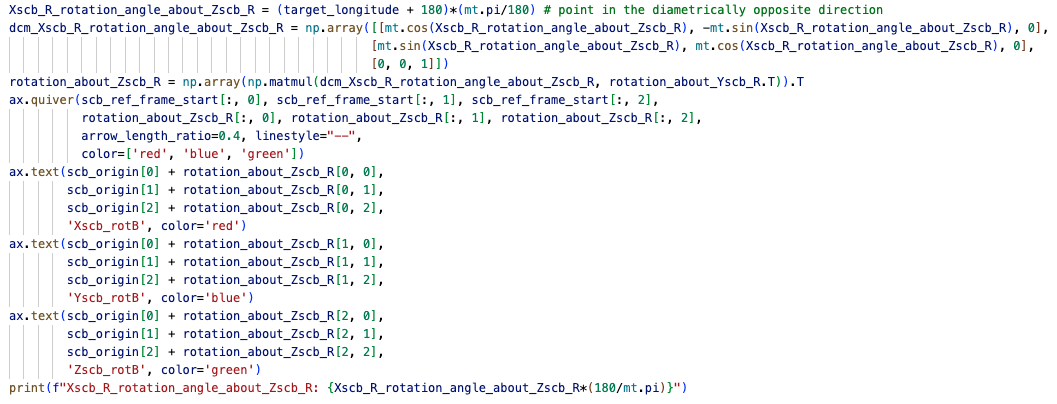 Xscb_R_rotation_angle_about_Zscb_R = (target_longitude + 180)*(mt.pi/180) # point in the diametrically opposite direction
dcm_Xscb_R_rotation_angle_about_Zscb_R = np.array([[mt.cos(Xscb_R_rotation_angle_about_Zscb_R), -mt.sin(Xscb_R_rotation_angle_about_Zscb_R), 0],
[mt.sin(Xscb_R_rotation_angle_about_Zscb_R), mt.cos(Xscb_R_rotation_angle_about_Zscb_R), 0],
[0, 0, 1]])
rotation_about_Zscb_R = np.array(np.matmul(dcm_Xscb_R_rotation_angle_about_Zscb_R, rotation_about_Yscb_R.T)).T
ax.quiver(scb_ref_frame_start[:, 0], scb_ref_frame_start[:, 1], scb_ref_frame_start[:, 2],
rotation_about_Zscb_R[:, 0], rotation_about_Zscb_R[:, 1], rotation_about_Zscb_R[:, 2],
arrow_length_ratio=0.4, linestyle="--",
color=['red', 'blue', 'green'])
ax.text(scb_origin[0] + rotation_about_Zscb_R[0, 0],
scb_origin[1] + rotation_about_Zscb_R[0, 1],
scb_origin[2] + rotation_about_Zscb_R[0, 2],
'Xscb_rotB', color='red')
ax.text(scb_origin[0] + rotation_about_Zscb_R[1, 0],
scb_origin[1] + rotation_about_Zscb_R[1, 1],
scb_origin[2] + rotation_about_Zscb_R[1, 2],
'Yscb_rotB', color='blue')
ax.text(scb_origin[0] + rotation_about_Zscb_R[2, 0],
scb_origin[1] + rotation_about_Zscb_R[2, 1],
scb_origin[2] + rotation_about_Zscb_R[2, 2],
'Zscb_rotB', color='green')
print(f"Xscb_R_rotation_angle_about_Zscb_R: {Xscb_R_rotation_angle_about_Zscb_R*(180/mt.pi)}")